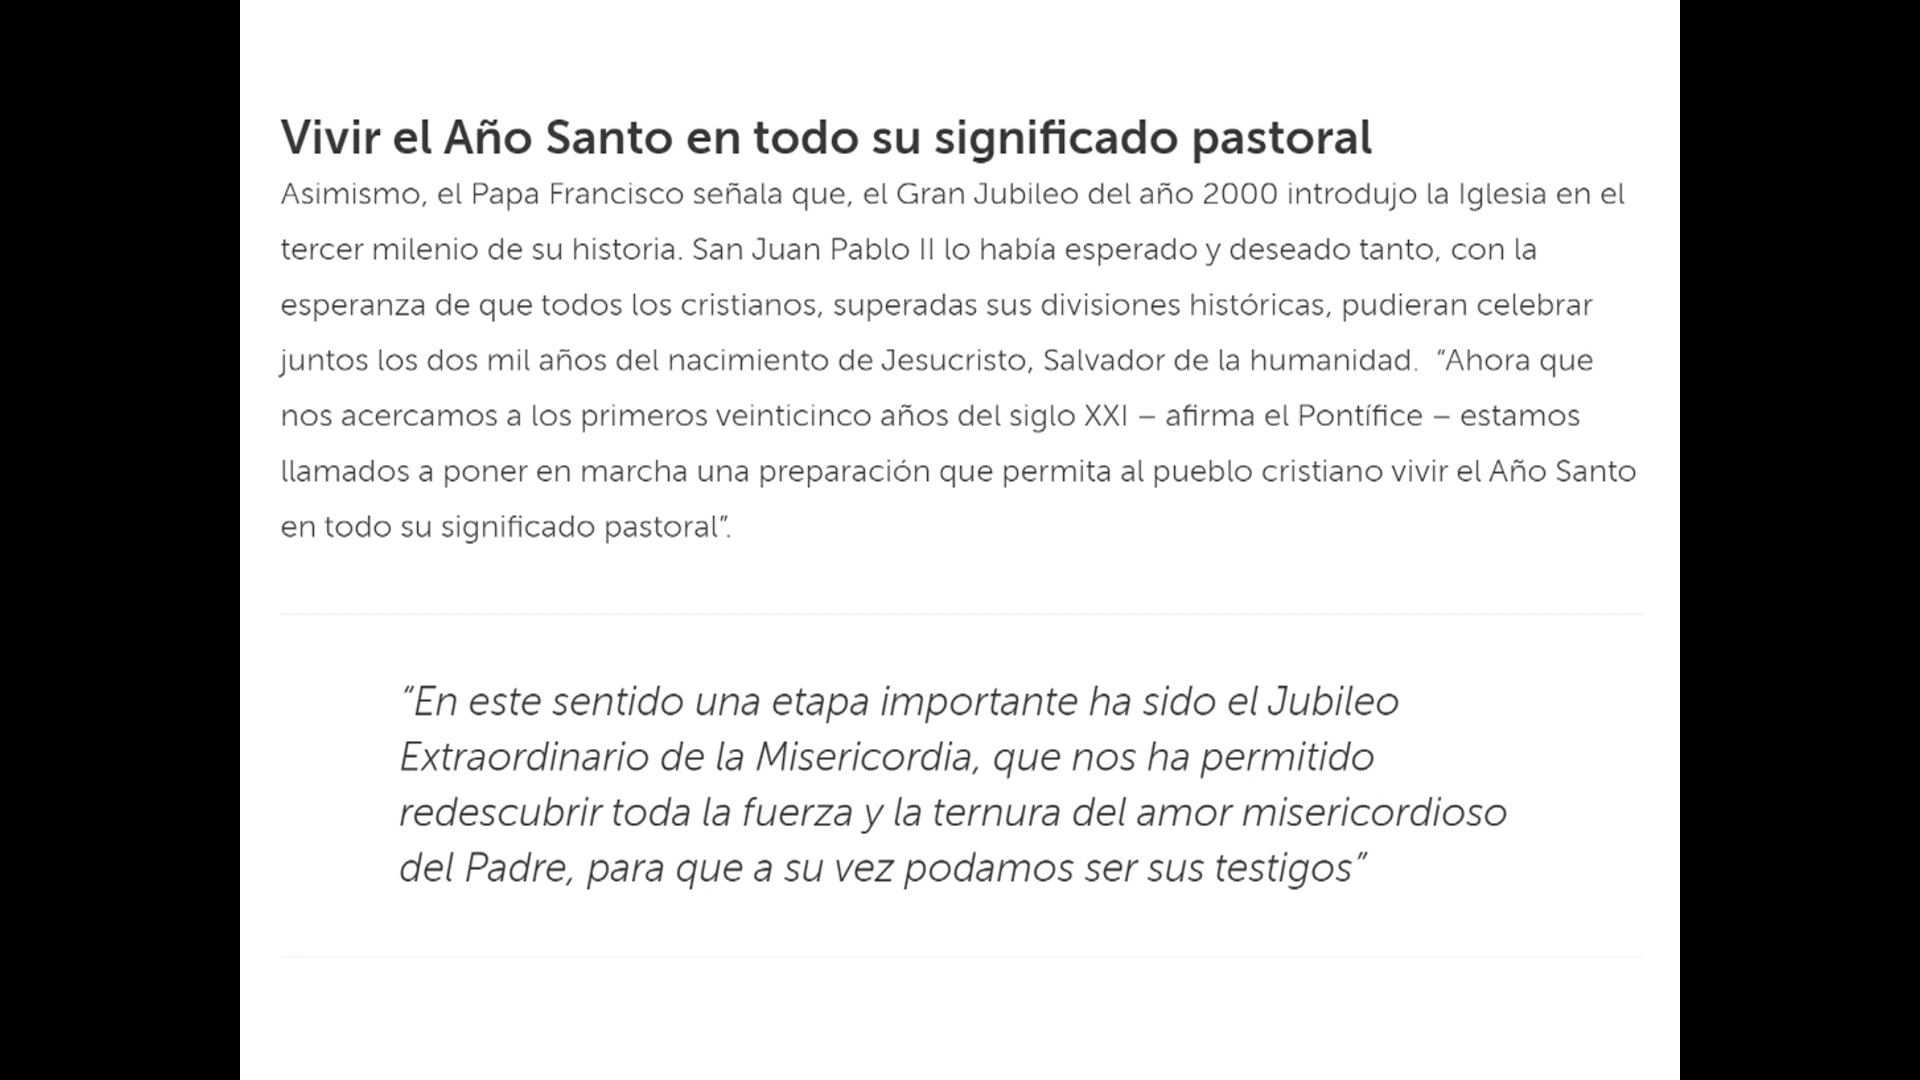 Vivir el Año Santo en todo su significado pastoral
Asimismo, el Papa Francisco señala que, el Gran Jubileo del año 2000 introdujo la Iglesia en el
tercer milenio de su historia. San Juan Pablo II lo había esperado y deseado tanto, con la
esperanza de que todos los cristianos, superadas sus divisiones históricas, pudieran celebrar
juntos los dos mil años del nacimiento de Jesucristo, Salvador de la humanidad.  “Ahora que
nos acercamos a los primeros veinticinco años del siglo XXI – afirma el Pontífice – estamos
llamados a poner en marcha una preparación que permita al pueblo cristiano vivir el Año Santo
en todo su significado pastoral”.
“En este sentido una etapa importante ha sido el Jubileo
Extraordinario de la Misericordia, que nos ha permitido
redescubrir toda la fuerza y la ternura del amor misericordioso
del Padre, para que a su vez podamos ser sus testigos”